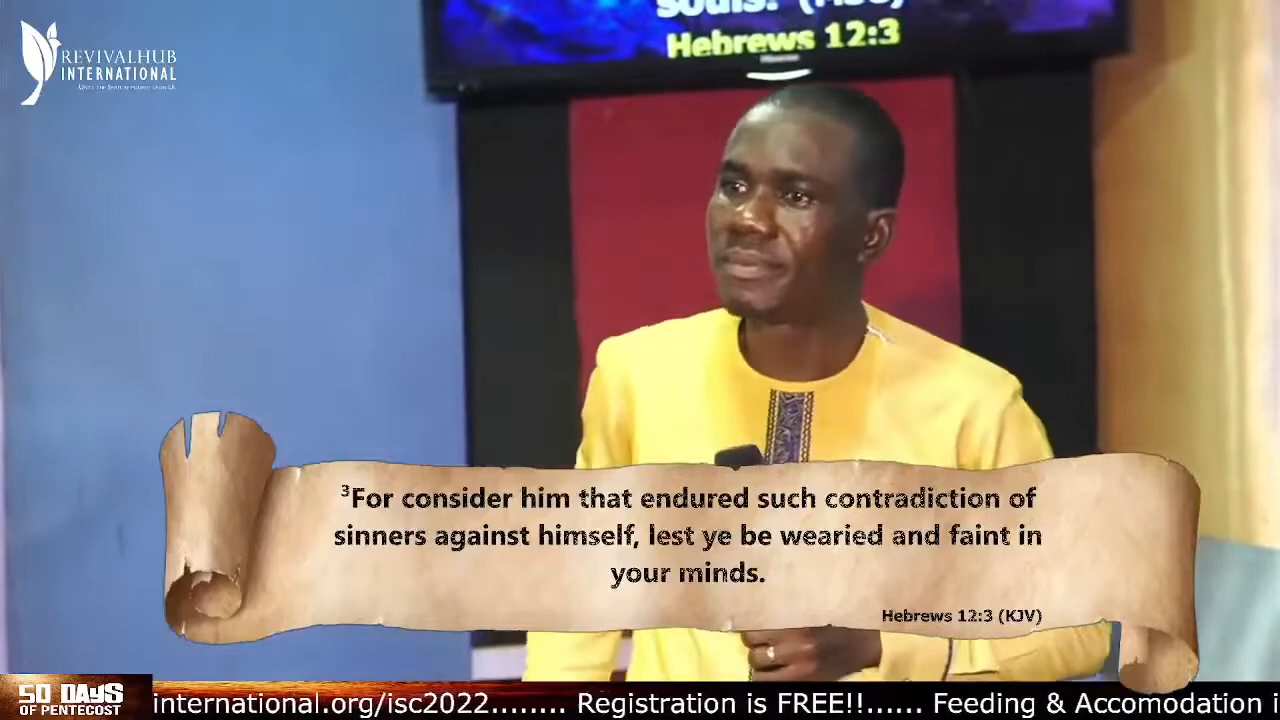 souls! (MSG)
Hebrews 12:3
REVIVALHUB
INTERNATIONAL
³For consider him that endured such contradiction of
sinners against himself, lest ye be wearied and faint in
your minds.
Hebrews 12:3 (KJV)
50 DAYS
OF PENTECOST
international.org/isc2022........ Registration is FREE!!...... Feeding & Accomodation i